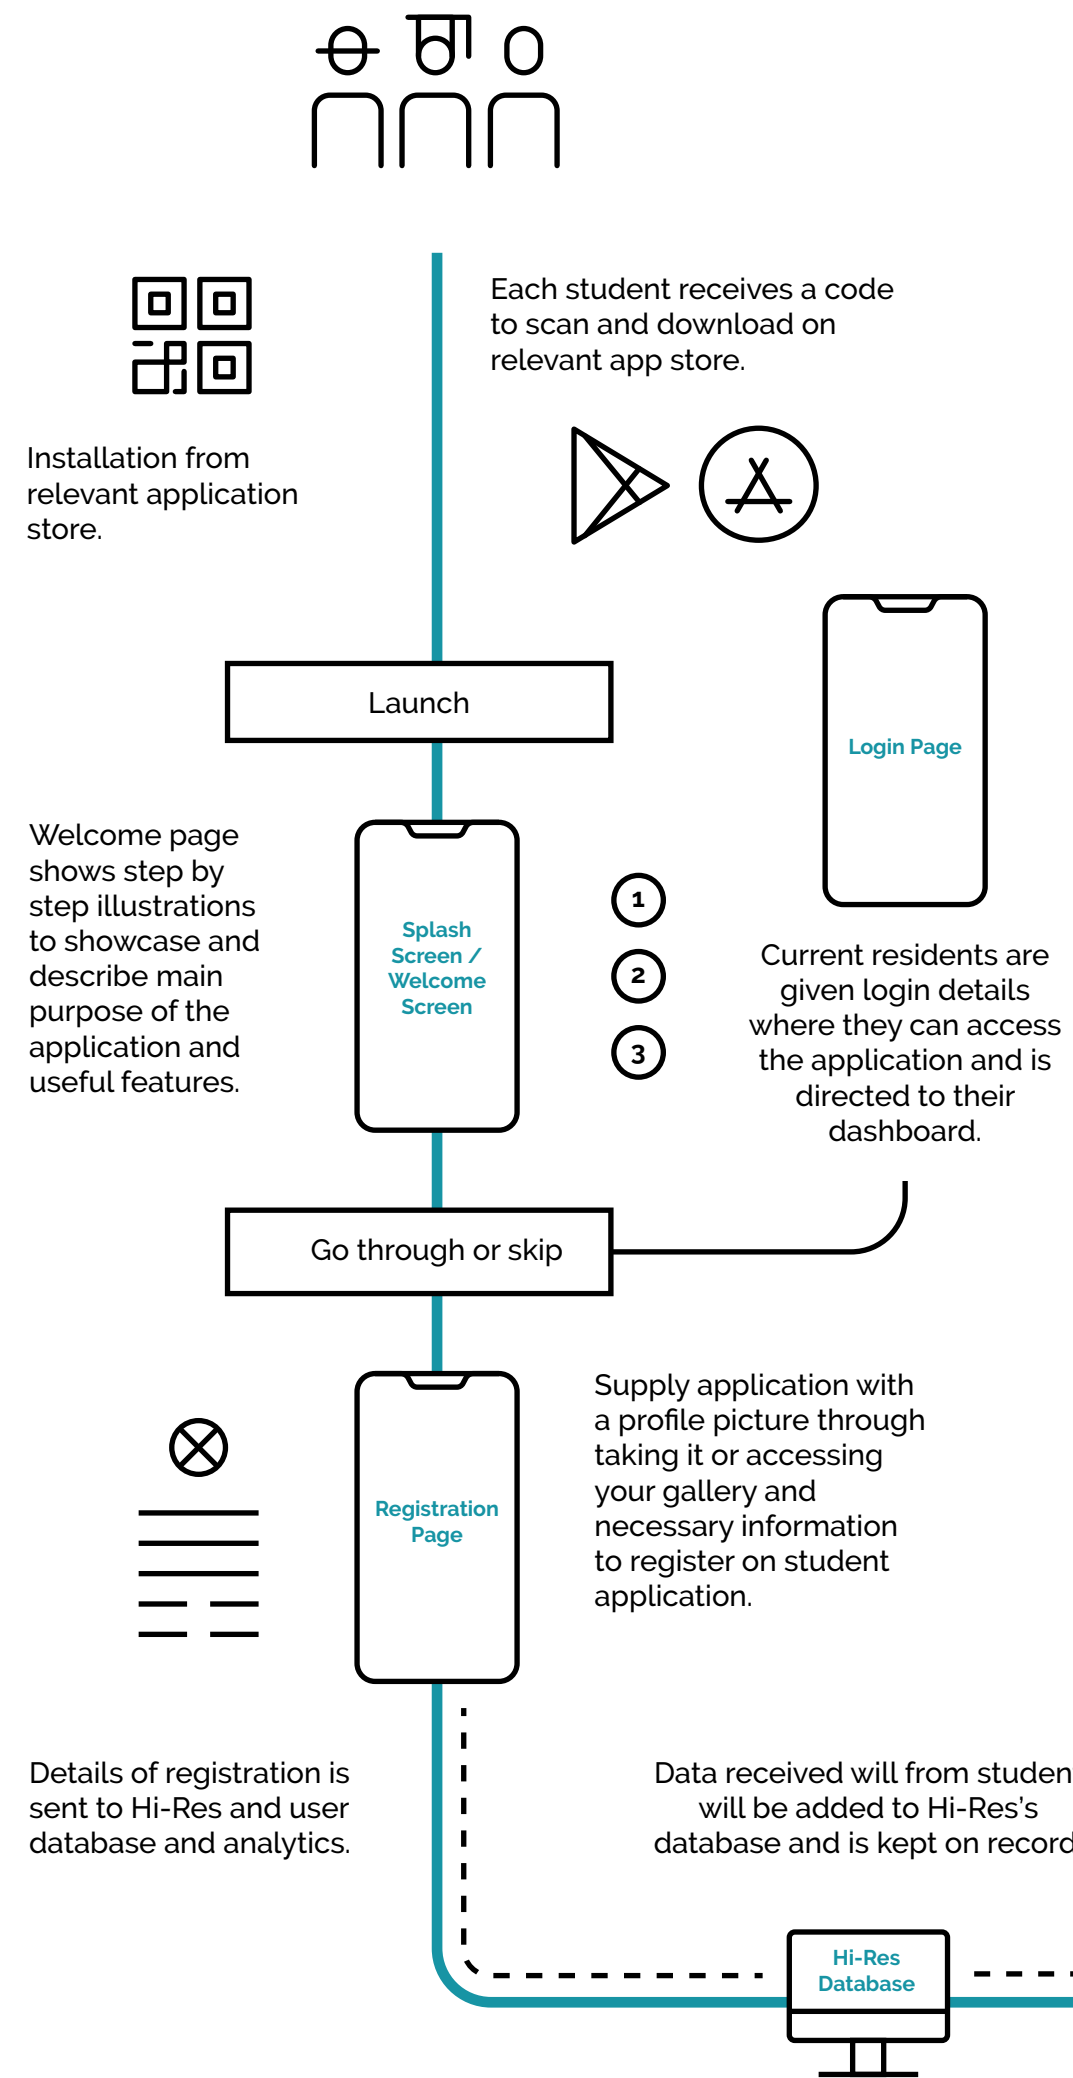 Each student receives a code
to scan and download on
relevant app store.
Installation from
relevant application
store.
Launch
Login Page
Welcome page
shows step by
step illustrations
to showcase and
describe main
purpose of the
application and
useful features.
Splash
Screen /
Welcome
Screen
1
2
3
Current residents are
given login details
where they can access
the application and is
directed to their
dashboard.
Go through or skip
Registration
Page
Supply application with
a profile picture through
taking it or accessing
your gallery and
necessary information
to register on student
application.
Details of registration is
sent to Hi-Res and user
database and analytics.
Data received will from studen
will be added to Hi-Res's
database and is kept on record
Hi-Res
Database